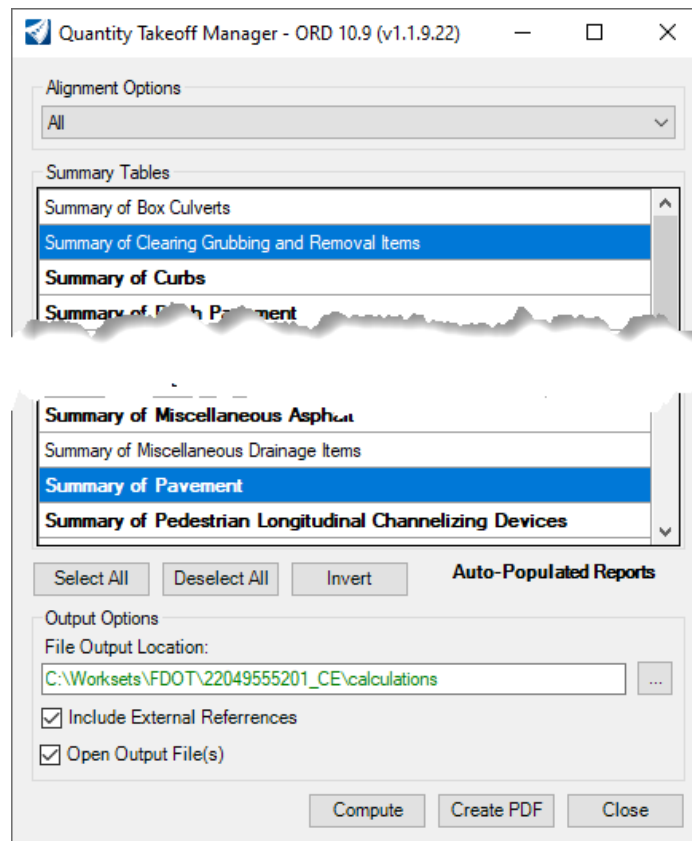 Quantity Takeoff Manager - ORD 10.9 (v1.1.9.22)
Alignment Options
All
Summary Tables
Summary of Box Culverts
Summary of Clearing Grubbing and Removal Items
Summary of Curbs
Summary of
Summary of Miscellaneous Asphalt
Summary of Miscellaneous Drainage Items
Summary of Pavement
Summary of Pedestrian Longitudinal Channelizing Devices
Select All Deselect All Invert Auto-Populated Reports
Output Options
File Output Location:
C:\Worksets\FDOT\22049555201_CE\calculations ...
Include External Referrences
Open Output File(s)
Compute Create PDF Close